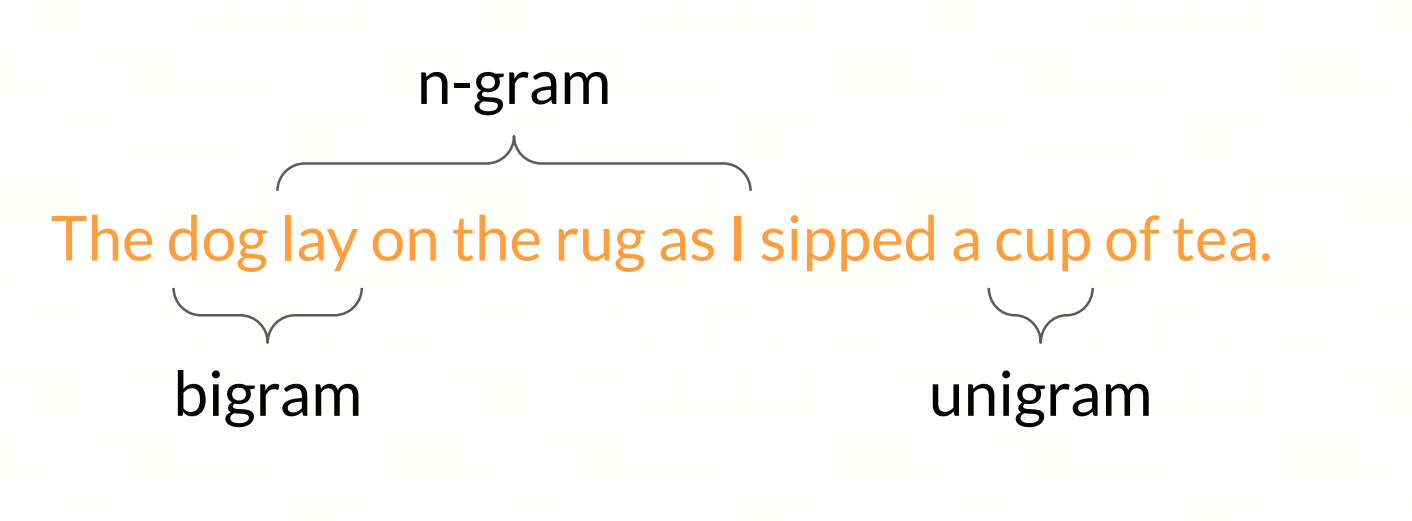 n-gram
The dog lay on the rug as I sipped a cup of tea.
bigram
unigram